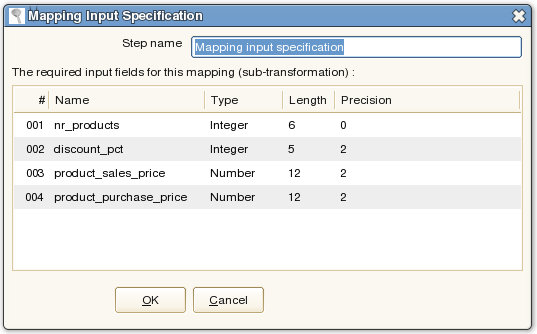 Mapping Input Specification
Step name Mapping input specification
The required input fields for this mapping (sub-transformation) :
# Name Type Length Precision
001 nr_products Integer 6 0
002 discount_pct Integer 5 2
003 product_sales_price Number 12 2
004 product_purchase_price Number 12 2
OK Cancel